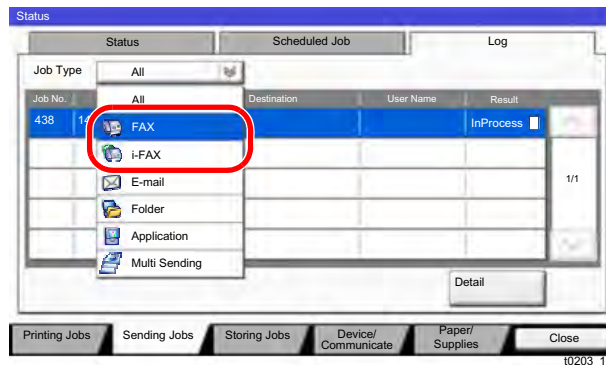 Status
Status Scheduled Job Log
Job Type All
Job No. All Destination User Name Result
438 14 FAX InProcess
i-FAX
E-mail 1/1
Folder
Application
Multi Sending
Detail
Printing Jobs Sending Jobs Storing Jobs Device/ Communicate Paper/ Supplies Close
t0203_1